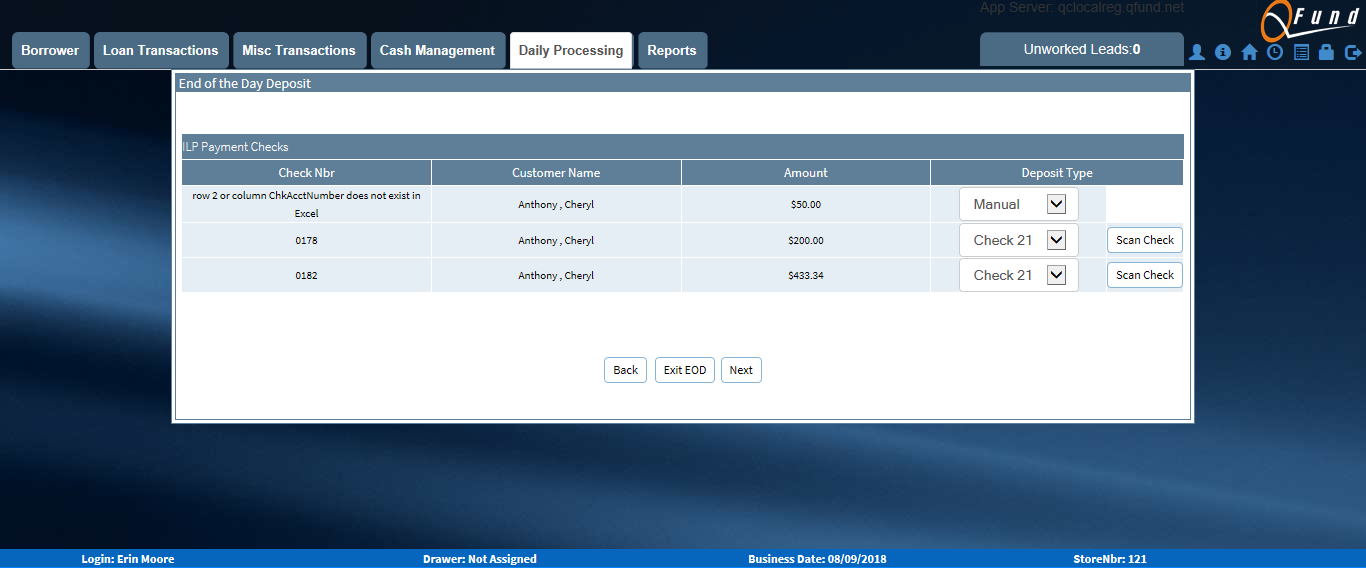 App Server: qclocalreg.qfund.net
QFund
Borrower Loan Transactions Misc Transactions Cash Management Daily Processing Reports Unworked Leads:0
End of the Day Deposit
ILP Payment Checks
Check Nbr Customer Name Amount Deposit Type
row 2 or column ChkAcctNumber does not exist in
Excel
Anthony , Cheryl $50.00 Manual
0178 Anthony , Cheryl $200.00 Check 21 Scan Check
0182 Anthony , Cheryl $433.34 Check 21 Scan Check
Back Exit EOD Next
Login: Erin Moore Drawer: Not Assigned Business Date: 08/09/2018 StoreNbr: 121